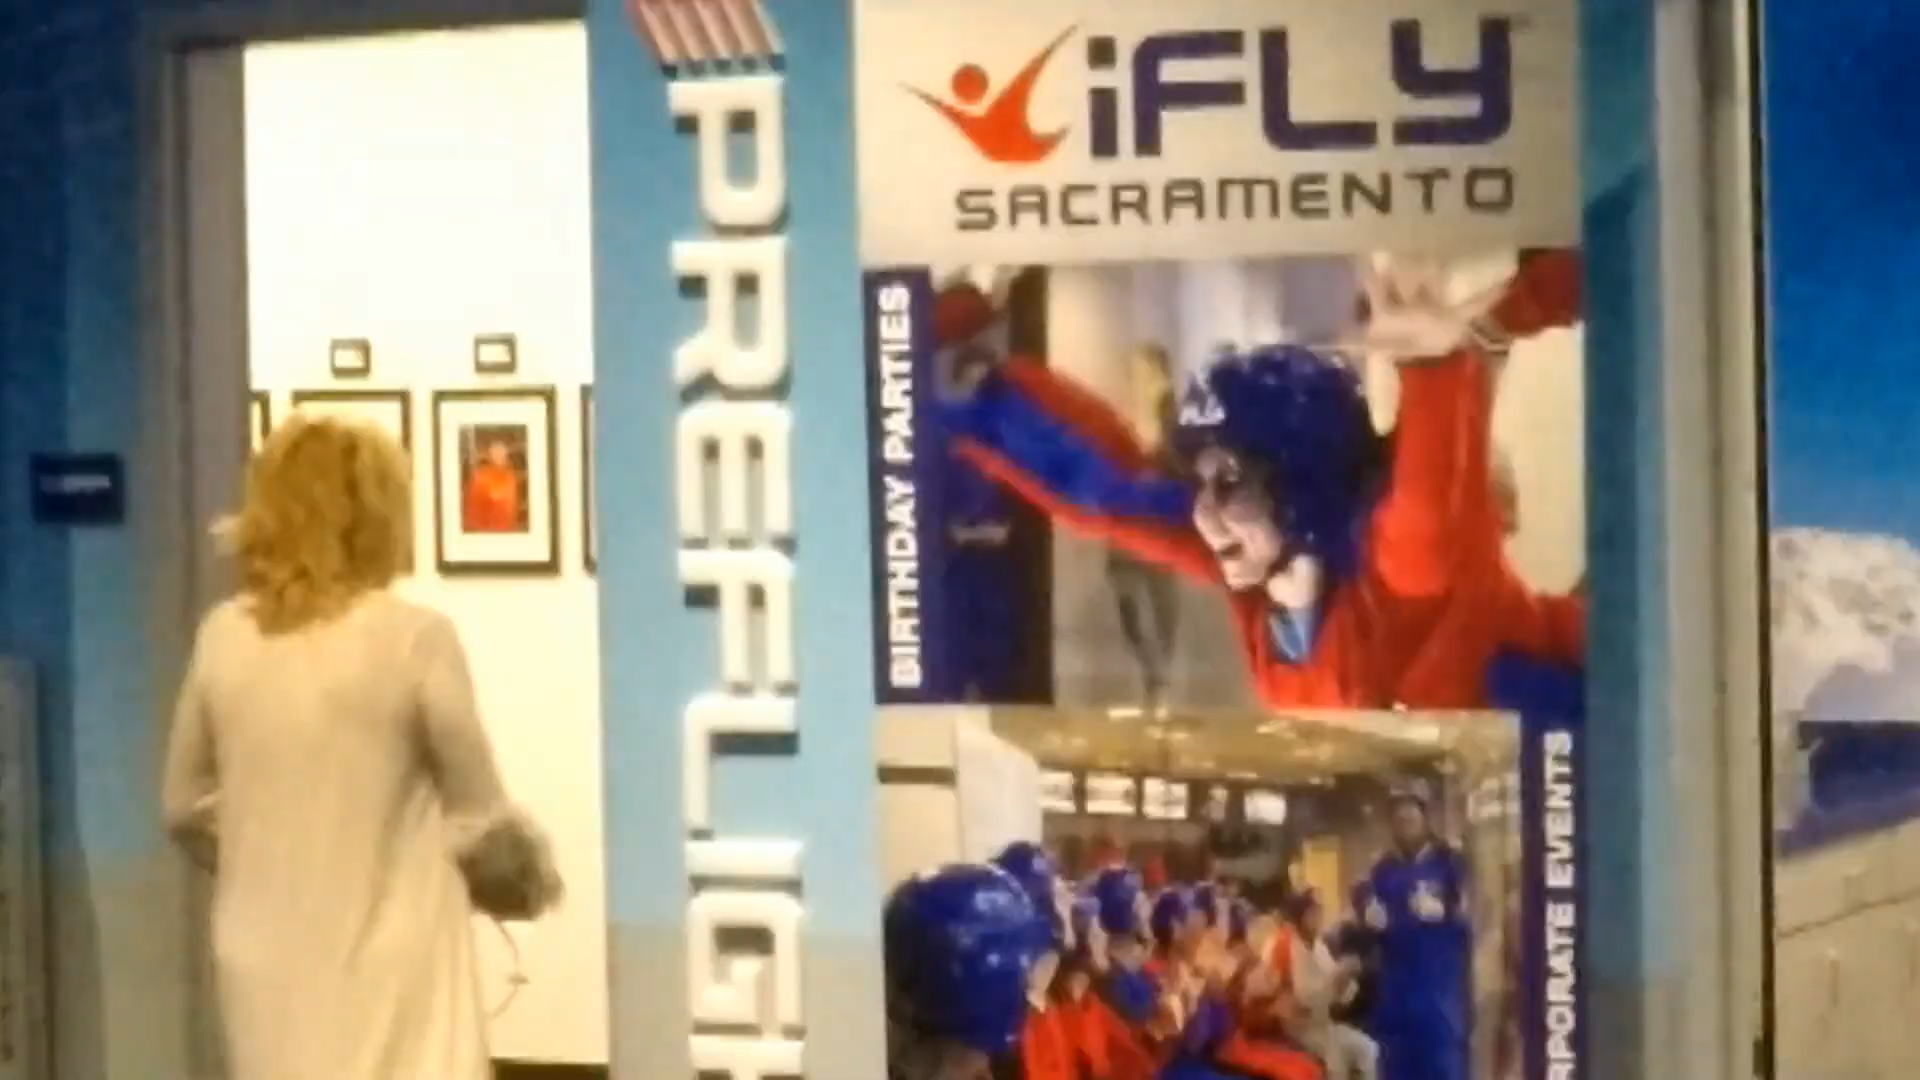 PREFLIGH
iFLY
SACRAMENTO
BIRTHDAY PARTIES
RPORATE EVENTS